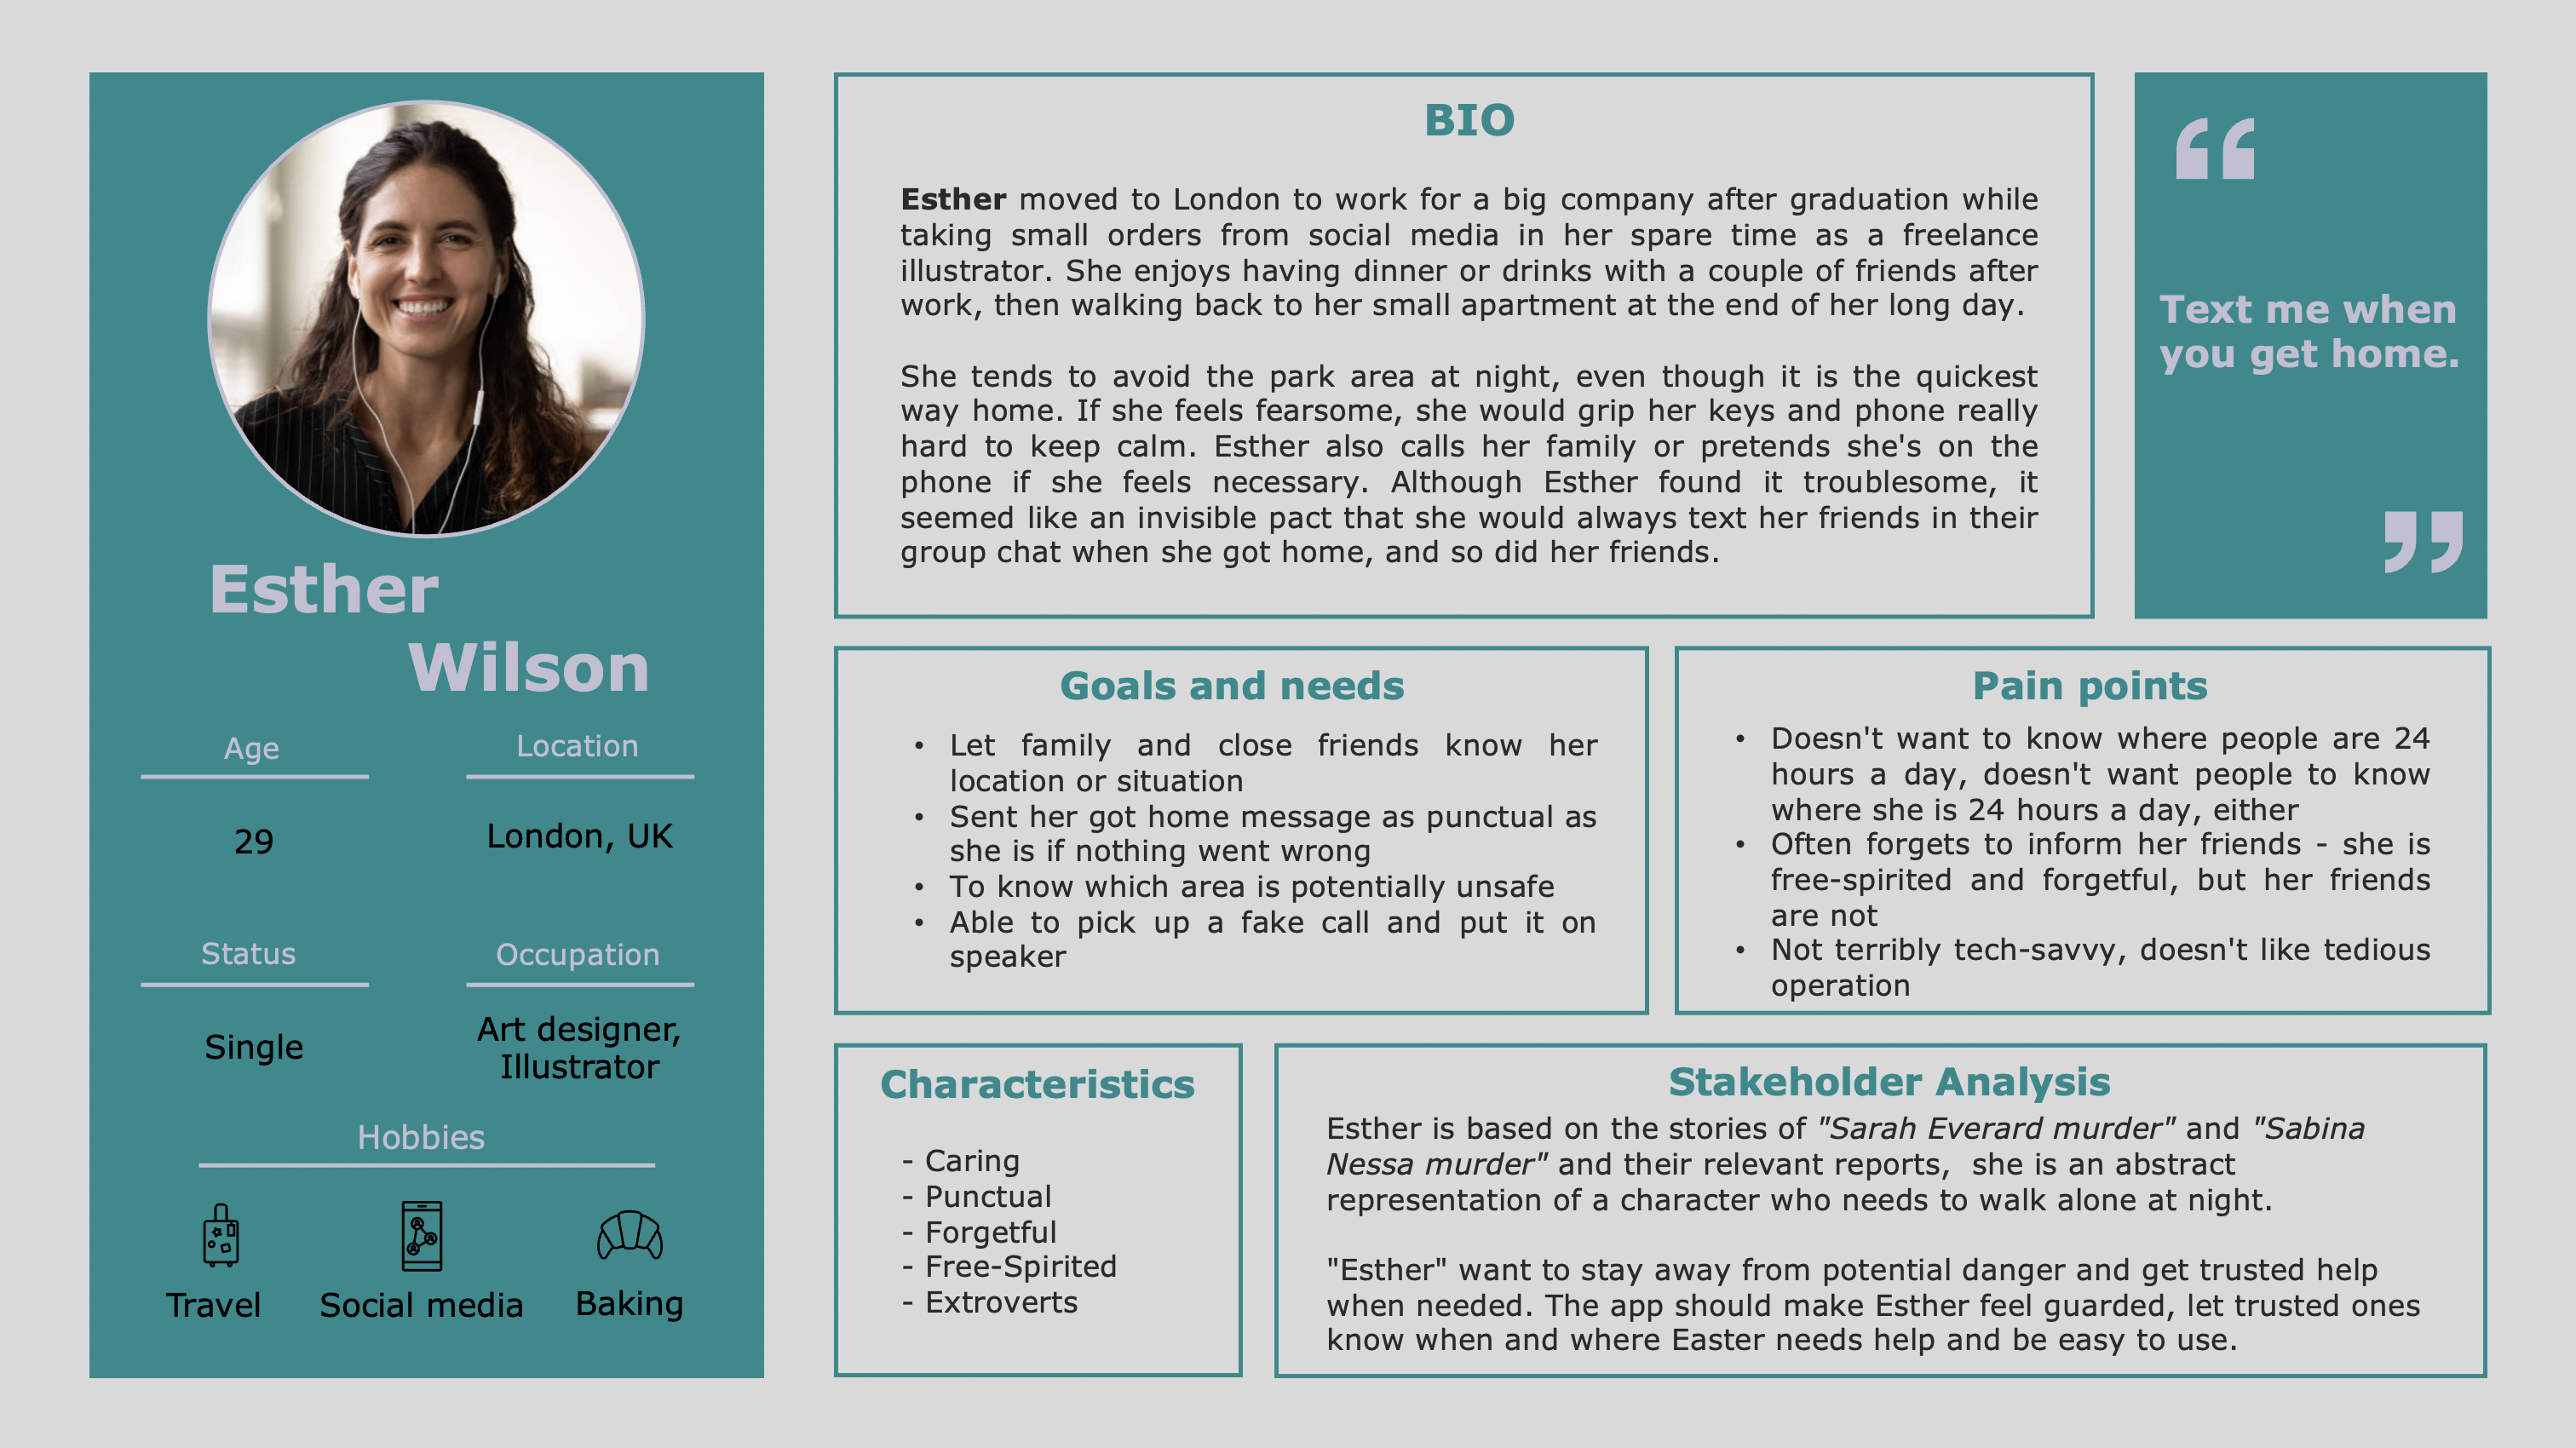 Esther
Wilson
Age
29
Location
London, UK
Status
Single
Occupation
Art designer,
Illustrator
Hobbies
Travel
Social media
Baking
BIO
Esther moved to London to work for a big company after graduation while
taking small orders from social media in her spare time as a freelance
illustrator. She enjoys having dinner or drinks with a couple of friends after
work, then walking back to her small apartment at the end of her long day.
She tends to avoid the park area at night, even though it is the quickest
way home. If she feels fearsome, she would grip her keys and phone really
hard to keep calm. Esther also calls her family or pretends she's on the
phone if she feels necessary. Although Esther found it troublesome, it
seemed like an invisible pact that she would always text her friends in their
group chat when she got home, and so did her friends.
“
Text me when
you get home.
”
Goals and needs
• Let family and close friends know her
location or situation
• Sent her got home message as punctual as
she is if nothing went wrong
• To know which area is potentially unsafe
• Able to pick up a fake call and put it on
speaker
Pain points
• Doesn't want to know where people are 24
hours a day, doesn't want people to know
where she is 24 hours a day, either
• Often forgets to inform her friends - she is
free-spirited and forgetful, but her friends
are not
• Not terribly tech-savvy, doesn't like tedious
operation
Characteristics
- Caring
- Punctual
- Forgetful
- Free-Spirited
- Extroverts
Stakeholder Analysis
Esther is based on the stories of "Sarah Everard murder" and "Sabina
Nessa murder" and their relevant reports, she is an abstract
representation of a character who needs to walk alone at night.
"Esther" want to stay away from potential danger and get trusted help
when needed. The app should make Esther feel guarded, let trusted ones
know when and where Easter needs help and be easy to use.